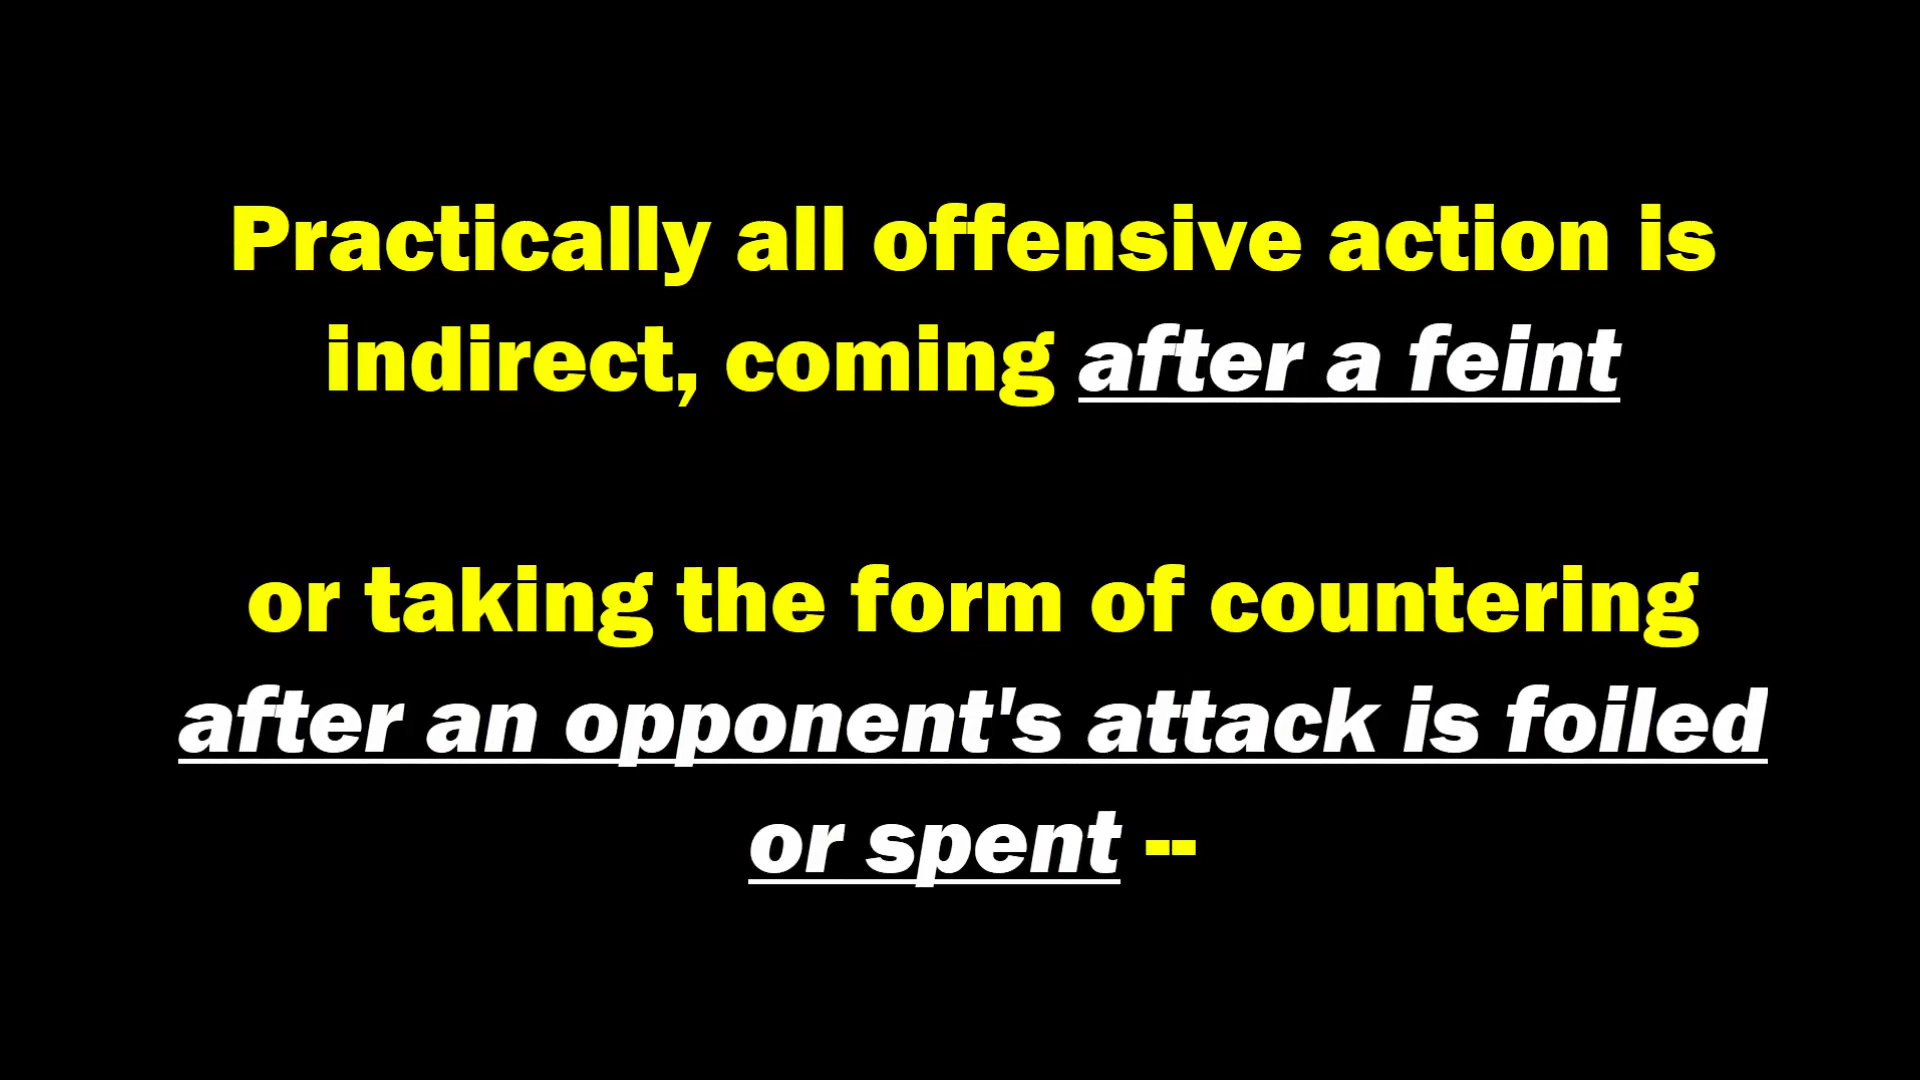 Practically all offensive action is
indirect, coming after a feint
or taking the form of countering
after an opponent's attack is foiled
or spent --